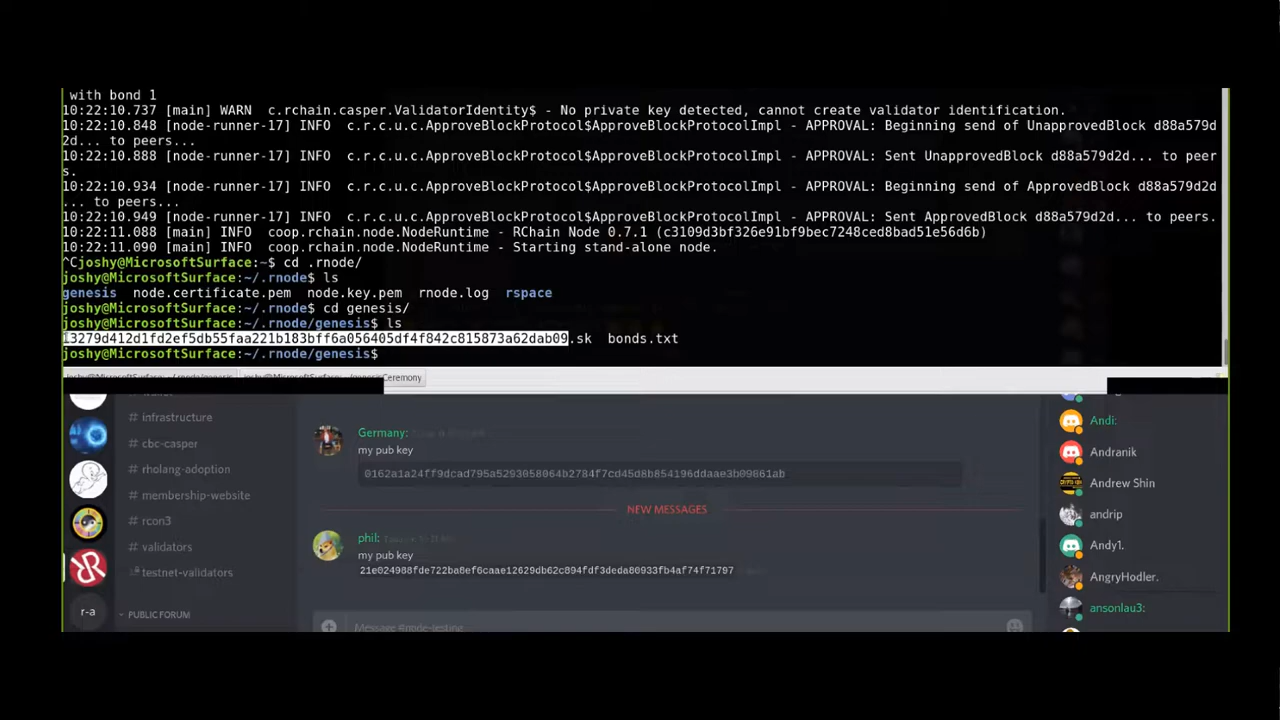 with bond 1
10:22:10.737 [main] WARN  c.rchain.casper.ValidatorIdentity$ - No private key detected, cannot create validator identification.
10:22:10.848 [node-runner-17] INFO  c.r.c.u.c.ApproveBlockProtocol$ApproveBlockProtocolImpl - APPROVAL: Beginning send of UnapprovedBlock d88a579d
2d... to peers...
10:22:10.888 [node-runner-17] INFO  c.r.c.u.c.ApproveBlockProtocol$ApproveBlockProtocolImpl - APPROVAL: Sent UnapprovedBlock d88a579d2d... to peer
s.
10:22:10.934 [node-runner-17] INFO  c.r.c.u.c.ApproveBlockProtocol$ApproveBlockProtocolImpl - APPROVAL: Beginning send of ApprovedBlock d88a579d2d
... to peers...
10:22:10.949 [node-runner-17] INFO  c.r.c.u.c.ApproveBlockProtocol$ApproveBlockProtocolImpl - APPROVAL: Sent ApprovedBlock d88a579d2d... to peers.
10:22:11.088 [main] INFO  coop.rchain.node.NodeRuntime - RChain Node 0.7.1 (c3109d3bf326e91bf9bec7248ced8bad51e56d6b)
10:22:11.090 [main] INFO  coop.rchain.node.NodeRuntime - Starting stand-alone node.
^Cjoshy@MicrosoftSurface:~$ cd .rnode/
joshy@MicrosoftSurface:~/.rnode$ ls
genesis  node.certificate.pem  node.key.pem  rnode.log  rspace
joshy@MicrosoftSurface:~/.rnode$ cd genesis/
joshy@MicrosoftSurface:~/.rnode/genesis$ ls
13279d412d1fd2ef5db55faa221b183bff6a056405df4f842c815873a62dab09.sk  bonds.txt
joshy@MicrosoftSurface:~/.rnode/genesis$
# infrastructure
# cbc-casper
# rholang-adoption
# membership-website
# rcon3
# validators
# testnet-validators
PUBLIC FORUM
r-a
Germany:
my pub key
0162a1a24ff9dcad795a5293058064b2784f7cd45d8b854196ddaae3b09861ab
NEW MESSAGES
phil:
my pub key
21e024988fde722ba8ef6caae12629db62c894fdf3deda80933fb4af74f71797
Message #node-testing
Andi:
Andranik
Andrew Shin
andrip
Andy1.
AngryHodler.
ansonlau3: